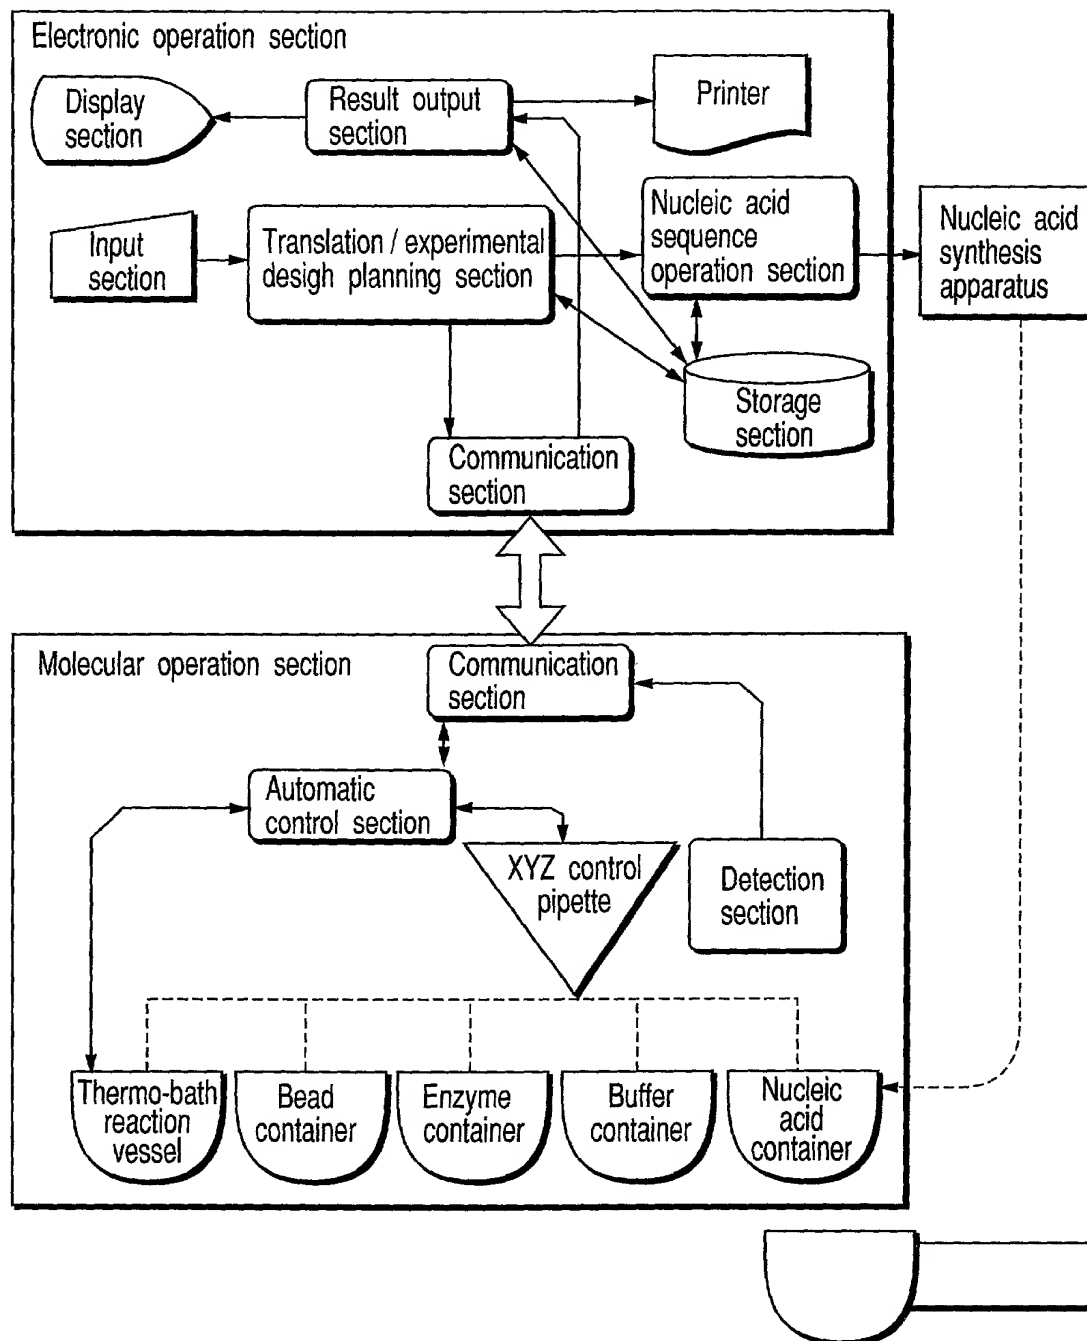 Electronic operation section
Display
section
Result output
section
Printer
Input
section
Translation / experimental
desigh planning section
Nucleic acid
sequence
operation section
Nucleic acid
synthesis
apparatus
Storage
section
Communication
section
Molecular operation section
Communication
section
Automatic
control section
XYZ control
pipette
Detection
section
Thermo-bath
reaction
vessel
Bead
container
Enzyme
container
Buffer
container
Nucleic
acid
container